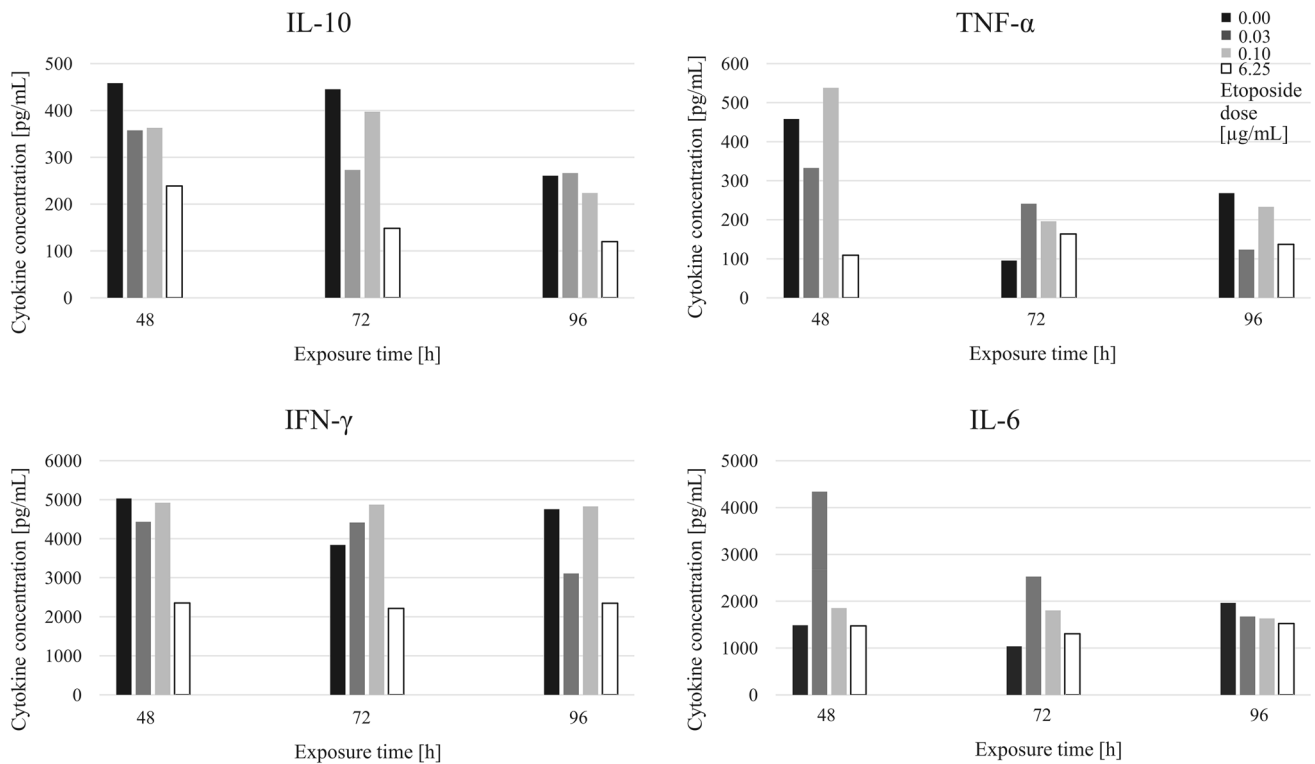 IL-10
Cytokine concentration [pg/mL]
500
400
300
200
100
0
48
72
96
Exposure time [h]
TNF-α
0.00
0.03
0.10
6.25
Etoposide
dose
[µg/mL]
Cytokine concentration [pg/mL]
600
500
400
300
200
100
0
48
72
96
Exposure time [h]
IFN-γ
Cytokine concentration [pg/mL]
6000
5000
4000
3000
2000
1000
0
48
72
96
Exposure time [h]
IL-6
Cytokine concentration [pg/mL]
5000
4000
3000
2000
1000
0
48
72
96
Exposure time [h]